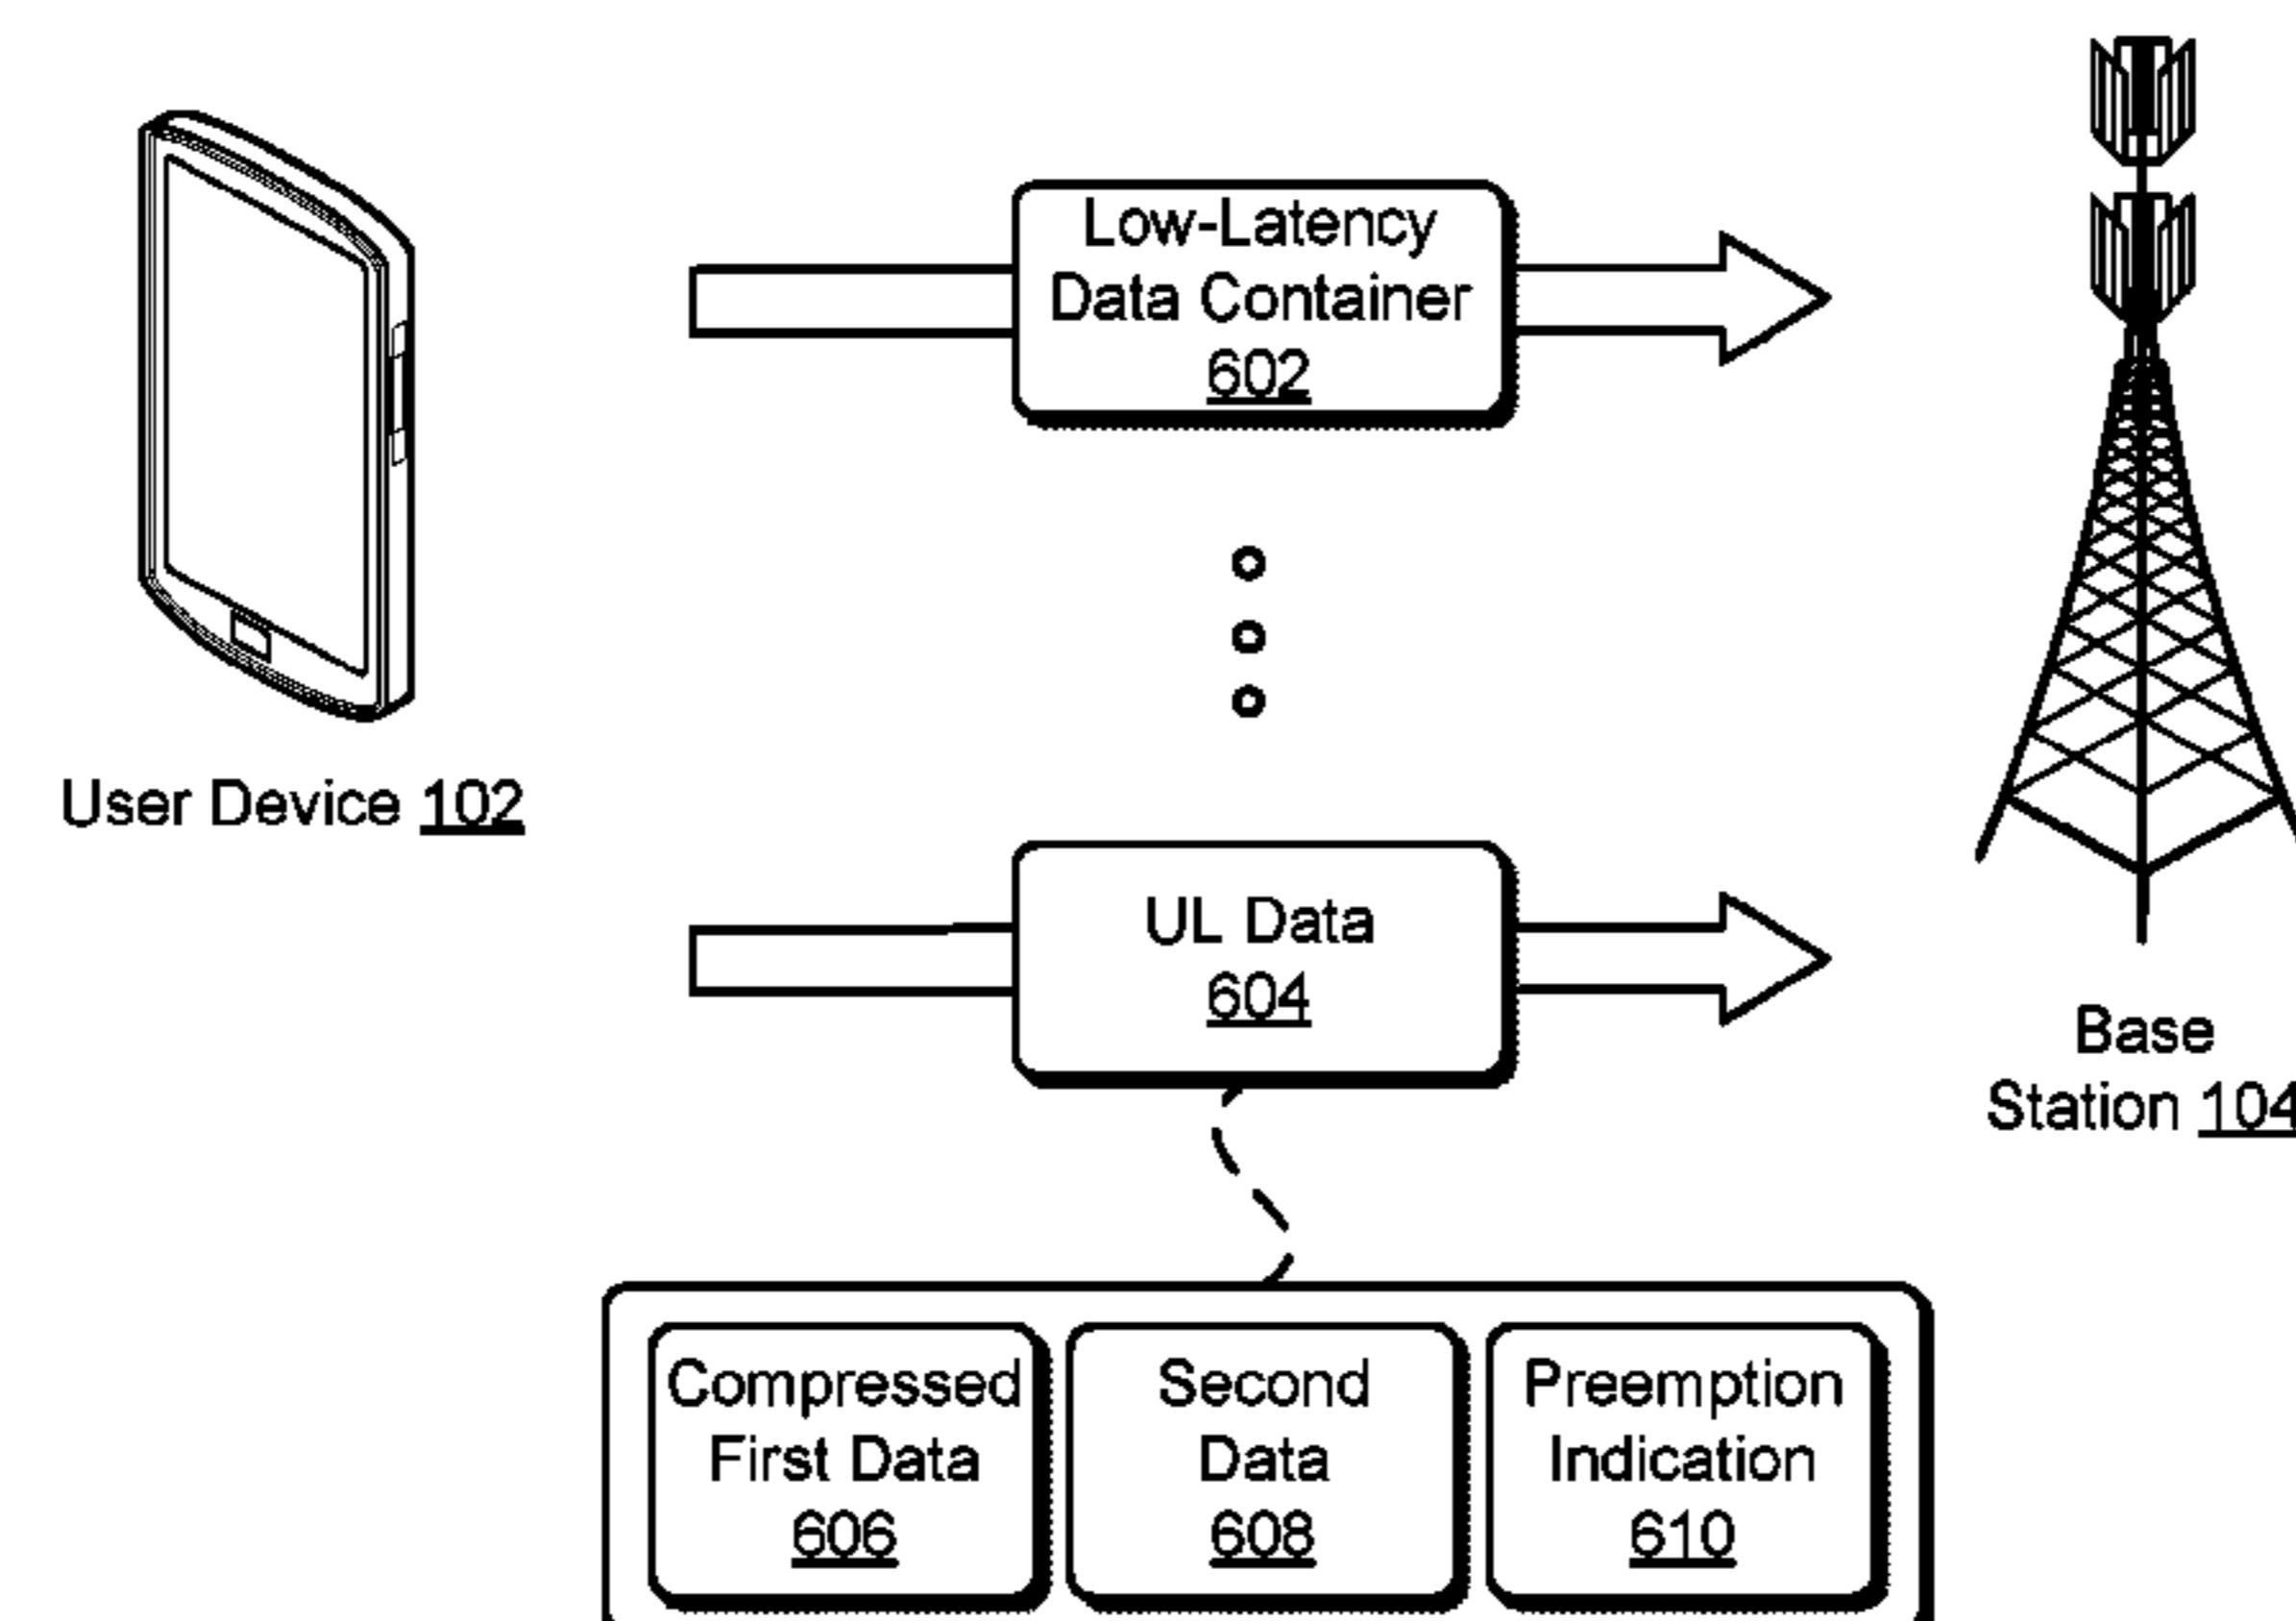 Low-Latency
Data Container
602
User Device 102
UL Data
604
Base
Station 104
Compressed
First Data
606
Second
Data
608
Preemption
Indication
610